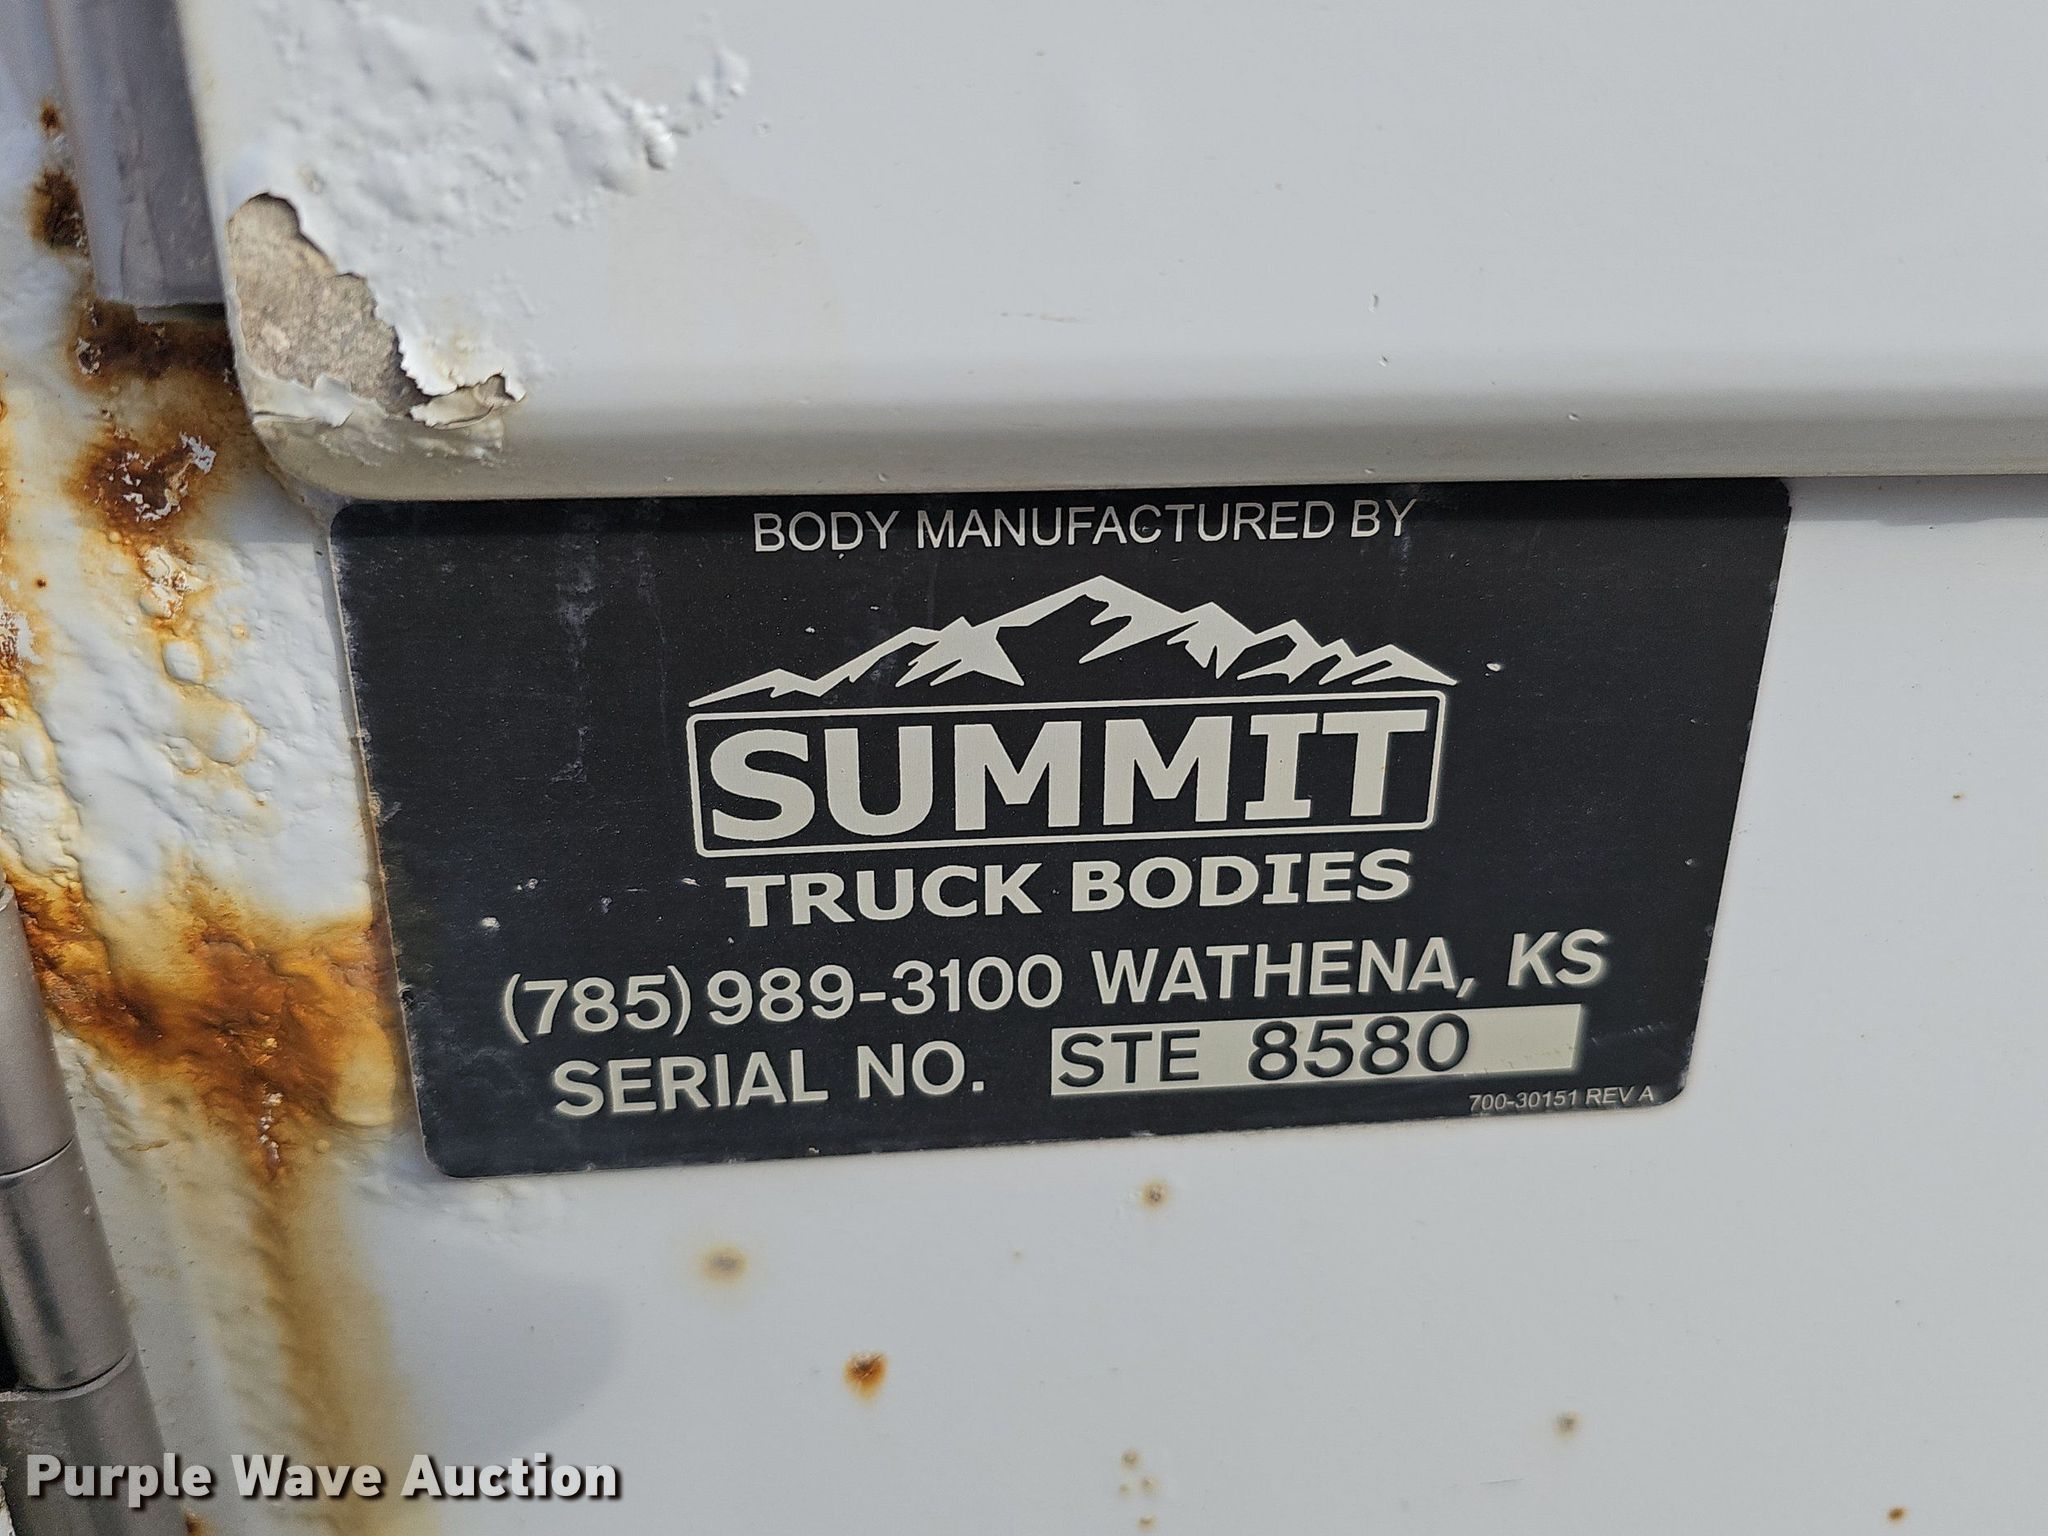 BODY MANUFACTURED BY
SUMMIT
TRUCK BODIES
(785) 989-3100 WATHENA, KS
SERIAL NO. STE 8580
700-30151 REV A
Purple Wave Auction